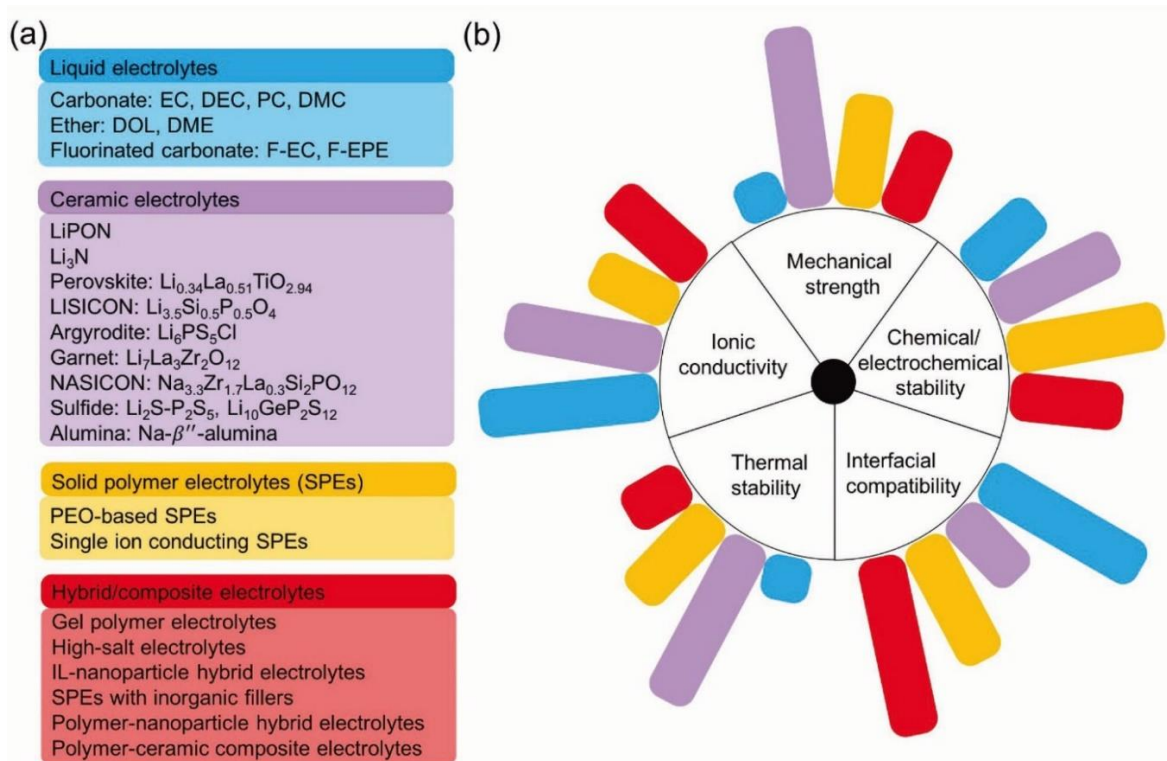 (a)
Liquid electrolytes
Carbonate: EC, DEC, PC, DMC
Ether: DOL, DME
Fluorinated carbonate: F-EC, F-EPE
Ceramic electrolytes
LiPON
Li₃N
Perovskite: Li₀.₃₄La₀.₅₁TiO₂.₉₄
LISICON: Li₃.₅Si₀.₅P₀.₅O₄
Argyrodite: Li₆PS₅Cl
Garnet: Li₇La₃Zr₂O₁₂
NASICON: Na₃.₃Zr₁.₇La₀.₃Si₂PO₁₂
Sulfide: Li₂S-P₂S₅, Li₁₀GeP₂S₁₂
Alumina: Na-β′′-alumina
Solid polymer electrolytes (SPEs)
PEO-based SPEs
Single ion conducting SPEs
Hybrid/composite electrolytes
Gel polymer electrolytes
High-salt electrolytes
IL-nanoparticle hybrid electrolytes
SPEs with inorganic fillers
Polymer-nanoparticle hybrid electrolytes
Polymer-ceramic composite electrolytes
(b)
Mechanical
strength
Chemical/
electrochemical
stability
Interfacial
compatibility
Thermal
stability
Ionic
conductivity